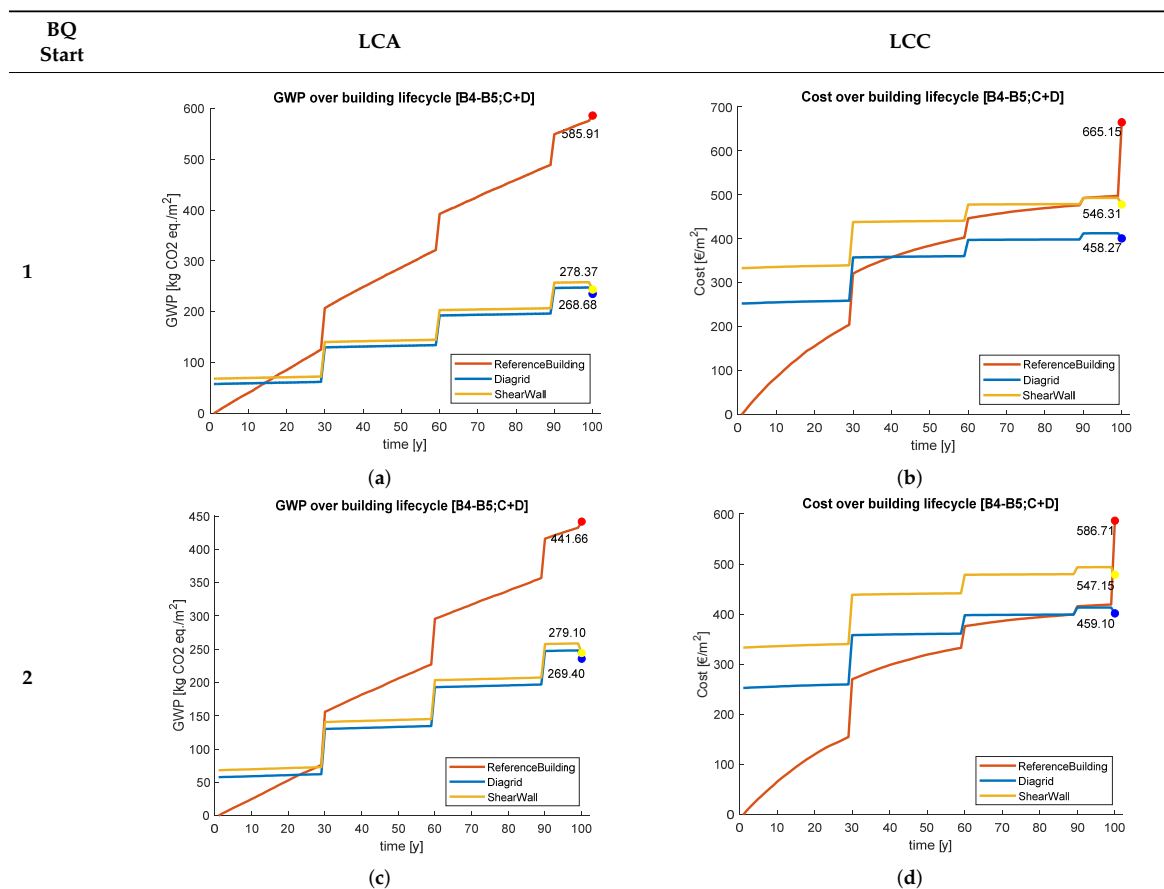 BQ
Start
LCA
LCC
1
GWP over building lifecycle [B4-B5;C+D]
600
500
400
300
200
100
0
GWP [kg CO2 eq./m²]
585.91
278.37
268.68
ReferenceBuilding
Diagrid
ShearWall
0 10 20 30 40 50 60 70 80 90 100
time [y]
(a)
Cost over building lifecycle [B4-B5;C+D]
700
600
500
400
300
200
100
0
Cost [€/m²]
665.15
546.31
458.27
ReferenceBuilding
Diagrid
ShearWall
0 10 20 30 40 50 60 70 80 90 100
time [y]
(b)
2
GWP over building lifecycle [B4-B5;C+D]
450
400
350
300
250
200
150
100
50
0
GWP [kg CO2 eq./m²]
441.66
279.10
269.40
ReferenceBuilding
Diagrid
ShearWall
0 10 20 30 40 50 60 70 80 90 100
time [y]
(c)
Cost over building lifecycle [B4-B5;C+D]
600
500
400
300
200
100
0
Cost [€/m²]
586.71
547.15
459.10
ReferenceBuilding
Diagrid
ShearWall
0 10 20 30 40 50 60 70 80 90 100
time [y]
(d)